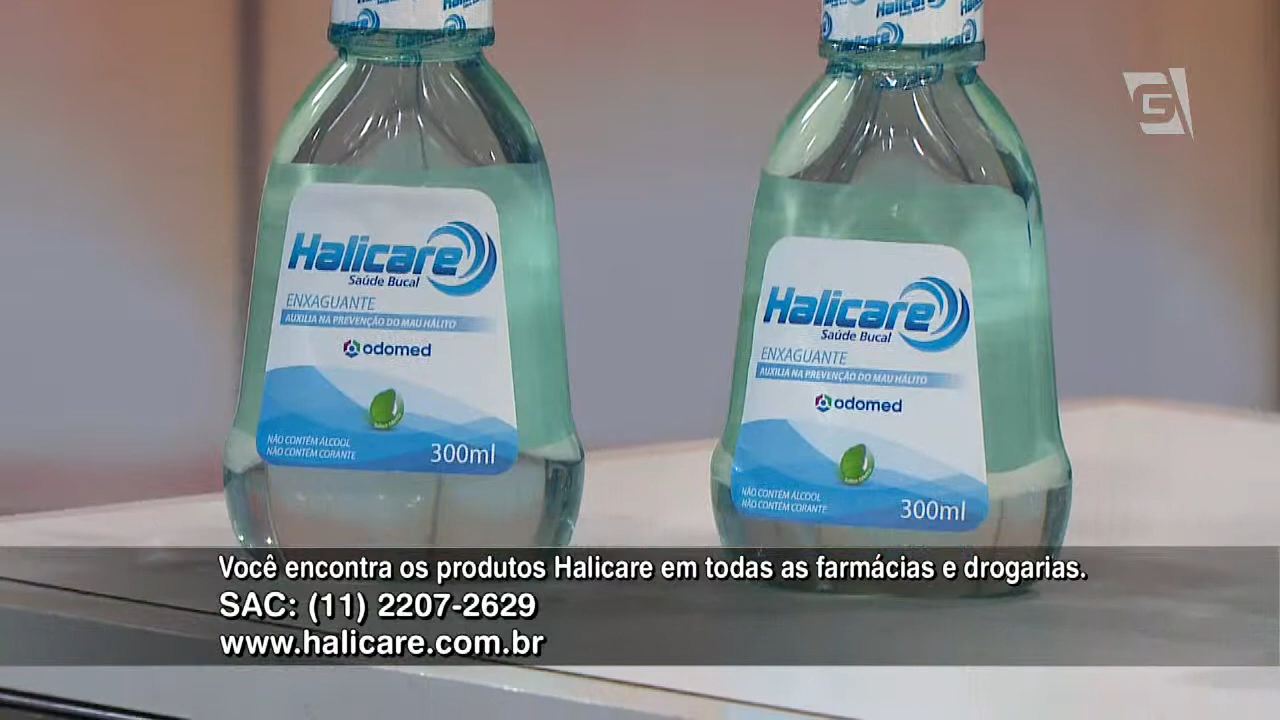 Halicare
Saúde Bucal
ENXAGUANTE
AUXILIA NA PREVENÇÃO DO MAU HÁLITO
odomed
NÃO CONTÉM ÁLCOOL
NÃO CONTÉM CORANTE
300ml
Halicare
Saúde Bucal
ENXAGUANTE
AUXILIA NA PREVENÇÃO DO MAU HÁLITO
odomed
NÃO CONTÉM ÁLCOOL
NÃO CONTÉM CORANTE
300ml
Você encontra os produtos Halicare em todas as farmácias e drogarias.
SAC: (11) 2207-2629
www.halicare.com.br